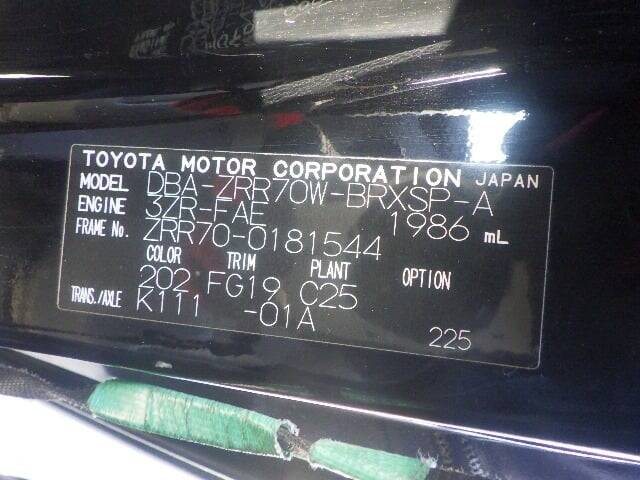 TOYOTA MOTOR CORPORATION JAPAN
MODEL DBA-ZRR70W-BRXSP-A
ENGINE 3ZR-FAE 1986 mL
FRAME No. ZRR70-0181544
COLOR TRIM PLANT OPTION
202 FG19 C25
TRANS./AXLE K111 -01A
225